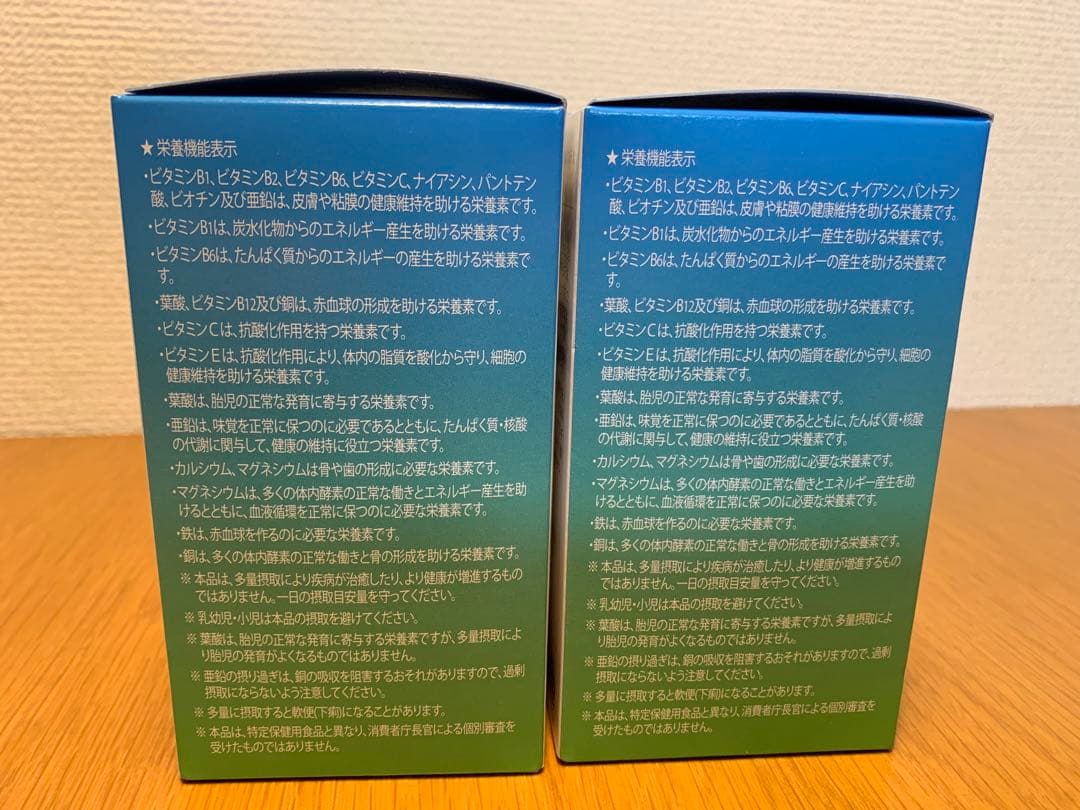 ★栄養機能表示
・ビタミンB1、ビタミンB2、ビタミンB6、ビタミンC、ナイアシン、パントテン
酸、ビオチン及び亜鉛は、皮膚や粘膜の健康維持を助ける栄養素です。
・ビタミンB1は、炭水化物からのエネルギー産生を助ける栄養素です。
・ビタミンB6は、たんぱく質からのエネルギーの産生を助ける栄養素で
す。
・葉酸、ビタミンB12及び銅は、赤血球の形成を助ける栄養素です。
・ビタミンCは、抗酸化作用を持つ栄養素です。
・ビタミンEは、抗酸化作用により、体内の脂質を酸化から守り、細胞の
健康維持を助ける栄養素です。
・葉酸は、胎児の正常な発育に寄与する栄養素です。
・亜鉛は、味覚を正常に保つのに必要であるとともに、たんぱく質・核酸
の代謝に関与して、健康の維持に役立つ栄養素です。
・カルシウム、マグネシウムは骨や歯の形成に必要な栄養素です。
・マグネシウムは、多くの体内酵素の正常な働きとエネルギー産生を助
けるとともに、血液循環を正常に保つのに必要な栄養素です。
・鉄は、赤血球を作るのに必要な栄養素です。
・銅は、多くの体内酵素の正常な働きと骨の形成を助ける栄養素です。
※ 本品は、多量摂取により疾病が治癒したり、より健康が増進するもの
ではありません。一日の摂取目安量を守ってください。
※ 乳幼児・小児は本品の摂取を避けてください。
※ 葉酸は、胎児の正常な発育に寄与する栄養素ですが、多量摂取によ
り胎児の発育がよくなるものではありません。
※ 亜鉛の摂り過ぎは、銅の吸収を阻害するおそれがありますので、過剰
摂取にならないよう注意してください。
※ 多量に摂取すると軟便(下痢)になることがあります。
※ 本品は、特定保健用食品と異なり、消費者庁長官による個別審査を
受けたものではありません。
★栄養機能表示
・ビタミンB1、ビタミンB2、ビタミンB6、ビタミンC、ナイアシン、パントテン
酸、ビオチン及び亜鉛は、皮膚や粘膜の健康維持を助ける栄養素です。
・ビタミンB1は、炭水化物からのエネルギー産生を助ける栄養素です。
・ビタミンB6は、たんぱく質からのエネルギーの産生を助ける栄養素で
す。
・葉酸、ビタミンB12及び銅は、赤血球の形成を助ける栄養素です。
・ビタミンCは、抗酸化作用を持つ栄養素です。
・ビタミンEは、抗酸化作用により、体内の脂質を酸化から守り、細胞の
健康維持を助ける栄養素です。
・葉酸は、胎児の正常な発育に寄与する栄養素です。
・亜鉛は、味覚を正常に保つのに必要であるとともに、たんぱく質・核酸
の代謝に関与して、健康の維持に役立つ栄養素です。
・カルシウム、マグネシウムは骨や歯の形成に必要な栄養素です。
・マグネシウムは、多くの体内酵素の正常な働きとエネルギー産生を助
けるとともに、血液循環を正常に保つのに必要な栄養素です。
・鉄は、赤血球を作るのに必要な栄養素です。
・銅は、多くの体内酵素の正常な働きと骨の形成を助ける栄養素です。
※ 本品は、多量摂取により疾病が治癒したり、より健康が増進するもの
ではありません。一日の摂取目安量を守ってください。
※ 乳幼児・小児は本品の摂取を避けてください。
※ 葉酸は、胎児の正常な発育に寄与する栄養素ですが、多量摂取によ
り胎児の発育がよくなるものではありません。
※ 亜鉛の摂り過ぎは、銅の吸収を阻害するおそれがありますので、過剰
摂取にならないよう注意してください。
※ 多量に摂取すると軟便(下痢)になることがあります。
※ 本品は、特定保健用食品と異なり、消費者庁長官による個別審査を
受けたものではありません。